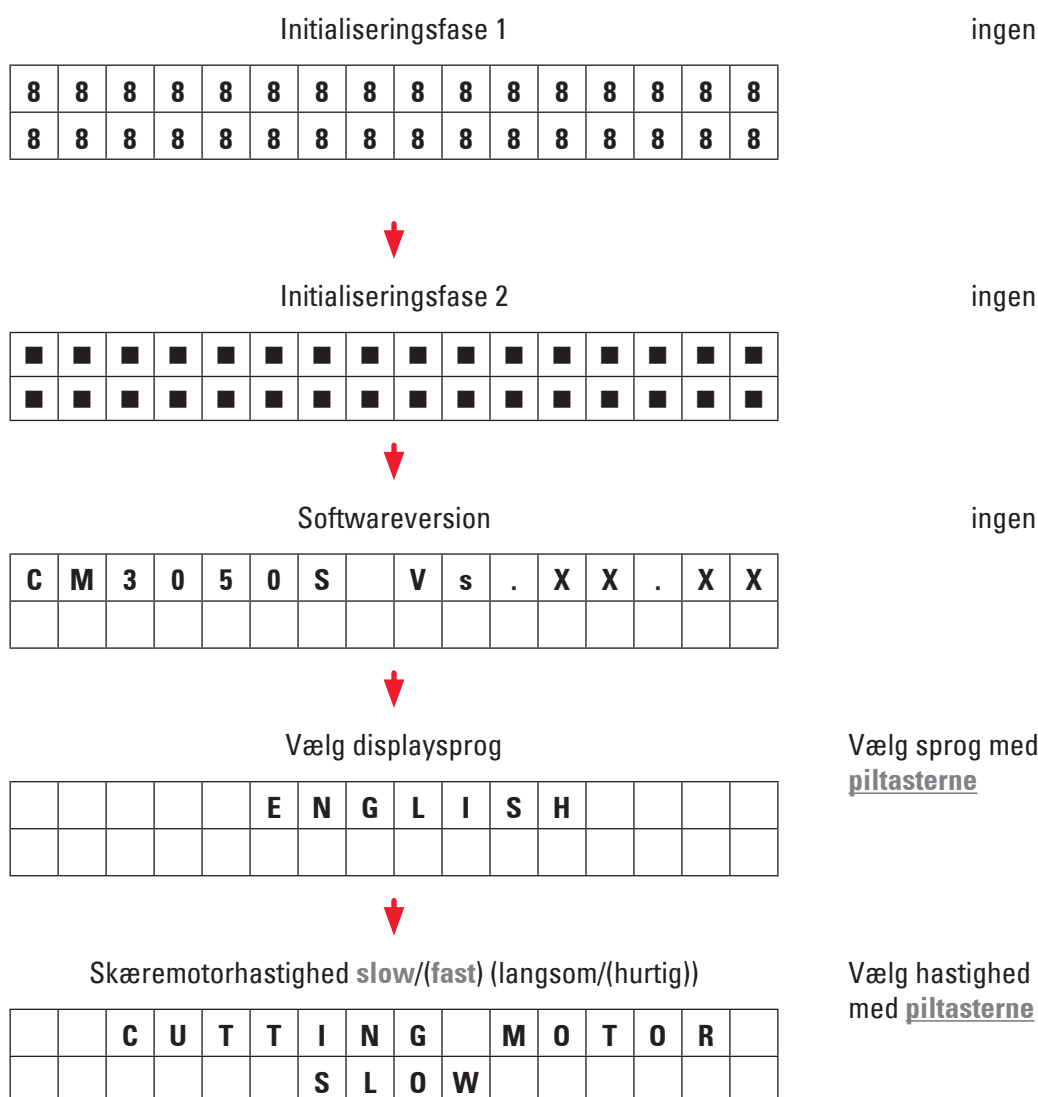 Initialiseringsfase 1 ingen
8 8 8 8 8 8 8 8 8 8 8 8 8 8 8 8
8 8 8 8 8 8 8 8 8 8 8 8 8 8 8 8
Initialiseringsfase 2 ingen
■ ■ ■ ■ ■ ■ ■ ■ ■ ■ ■ ■ ■ ■ ■ ■
■ ■ ■ ■ ■ ■ ■ ■ ■ ■ ■ ■ ■ ■ ■ ■
Softwareversion ingen
C M 3 0 5 0 S V s . X X . X X
Vælg displaysprog
Vælg sprog med
piltasterne
E N G L I S H
Skæremotorhastighed slow/(fast) (langsom/(hurtig))
Vælg hastighed
med piltasterne
C U T T I N G M O T O R
S L O W